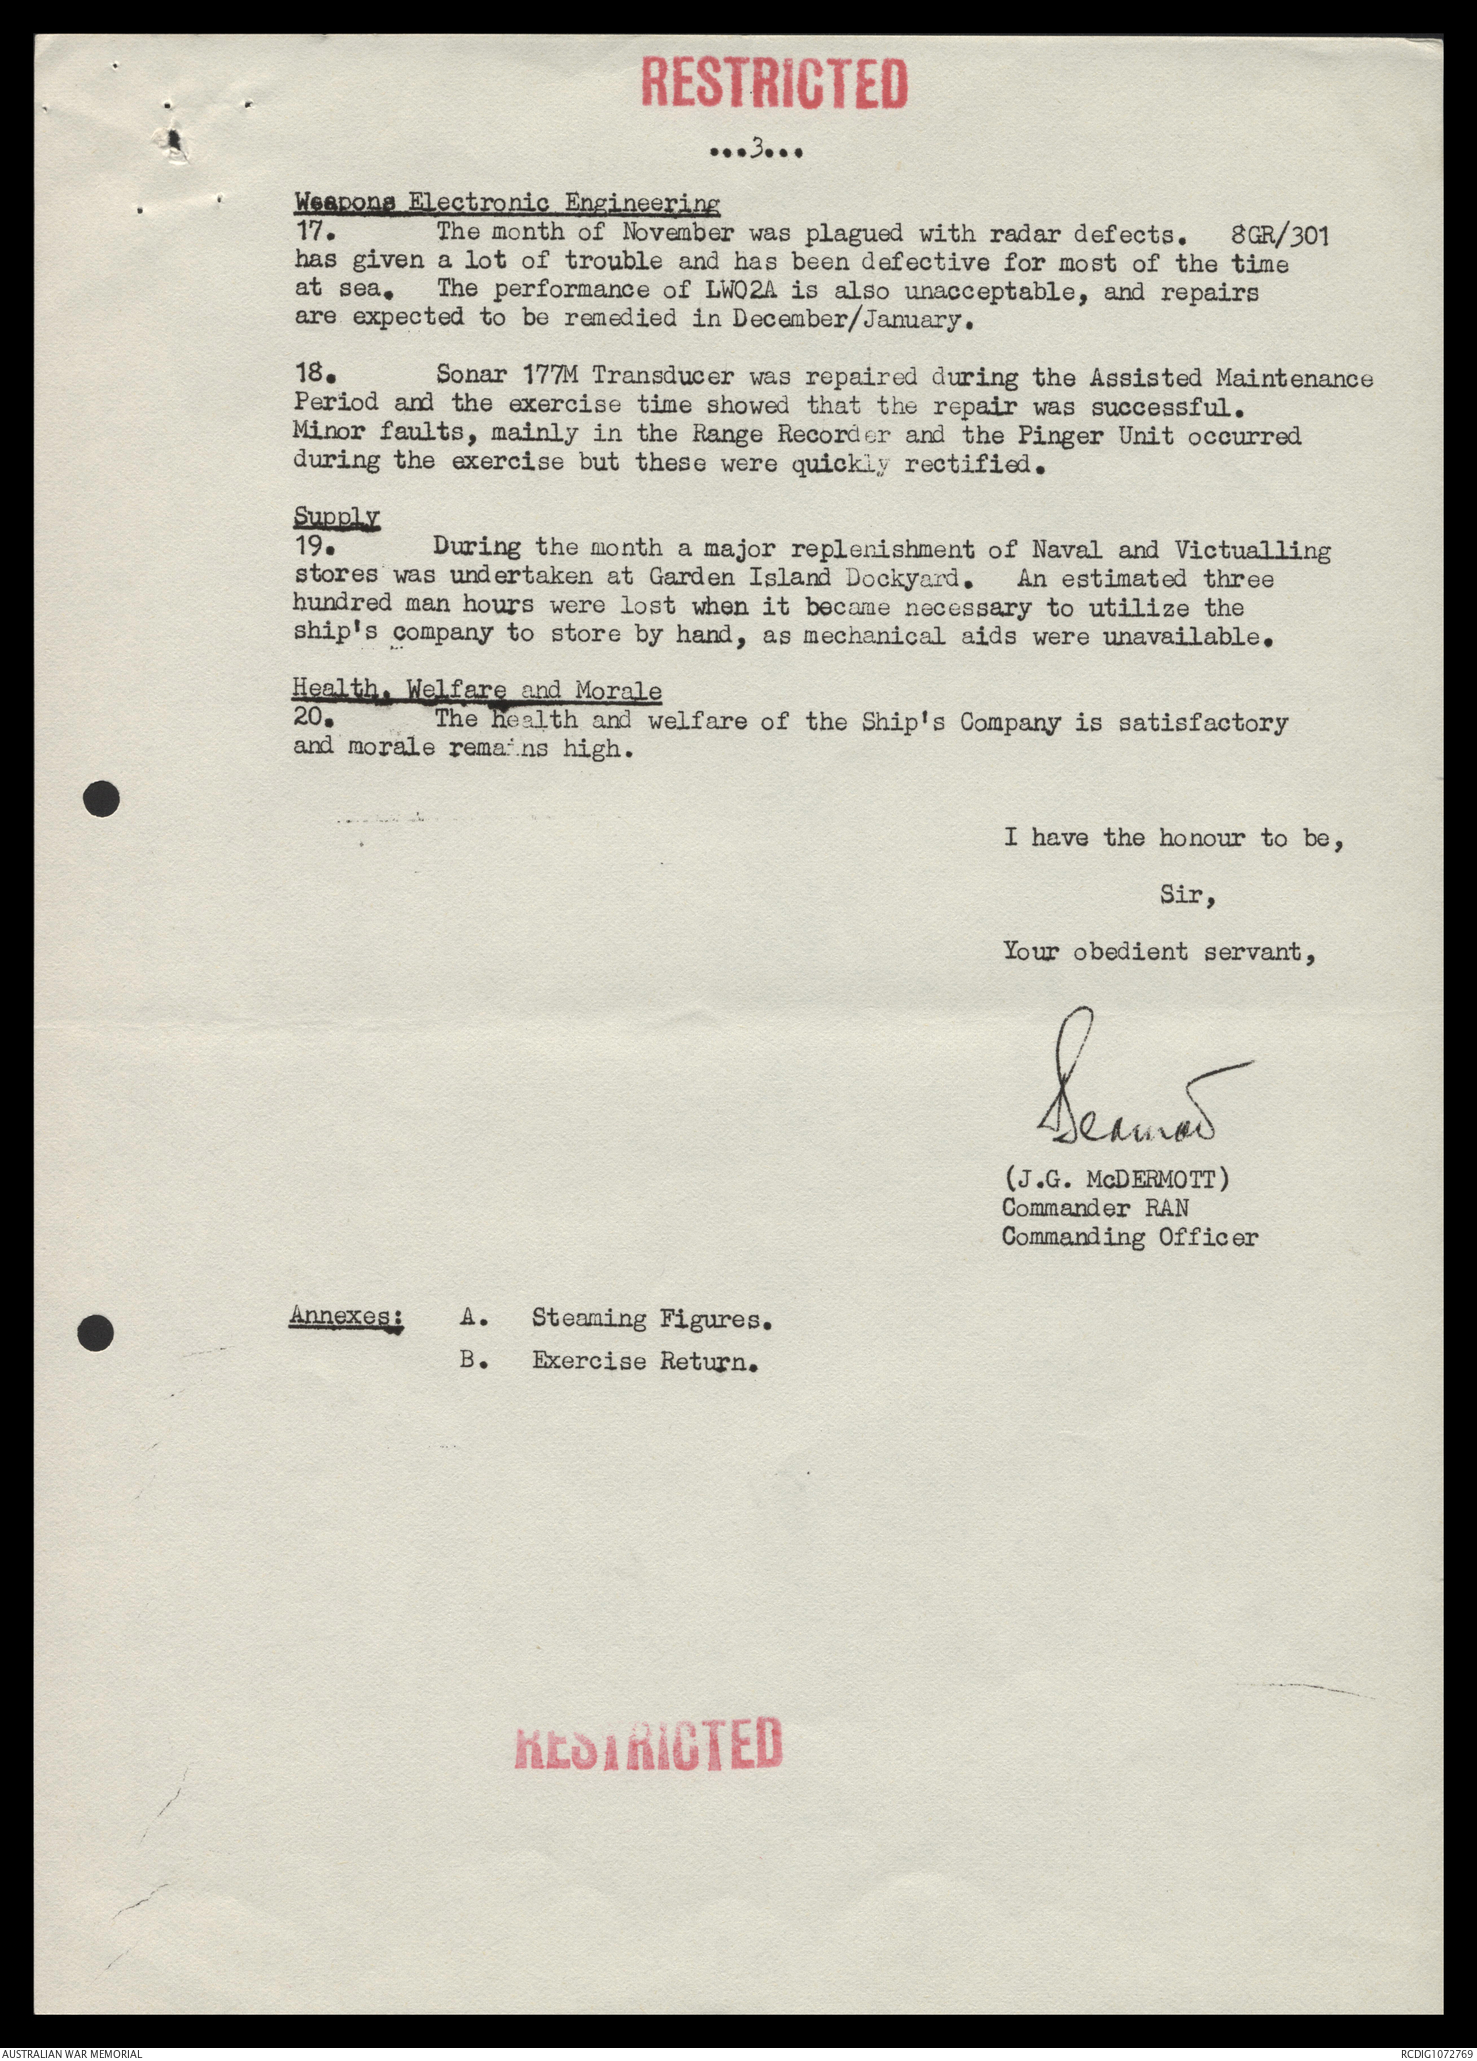 RESTRICTED
...3...
Weapons Electronic Engineering
17. The month of November was plagued with radar defects. 8GR/301
has given a lot of trouble and has been defective for most of the time
at sea. The performance of LW02A is also unacceptable, and repairs
are expected to be remedied in December/January.
18. Sonar 177M Transducer was repaired during the Assisted Maintenance
Period and the exercise time showed that the repair was successful.
Minor faults, mainly in the Range Recorder and the Pinger Unit occurred
during the exercise but these were quickly rectified.
Supply
19. During the month a major replenishment of Naval and Victualling
stores was undertaken at Garden Island Dockyard. An estimated three
hundred man hours were lost when it became necessary to utilize the
ship's company to store by hand, as mechanical aids were unavailable.
Health, Welfare and Morale
20. The health and welfare of the Ship's Company is satisfactory
and morale remains high.
I have the honour to be,
Sir,
Your obedient servant,
(J.G. McDERMOTT)
Commander RAN
Commanding Officer
Annexes: A. Steaming Figures.
B. Exercise Return.
RESTRICTED
AUSTRALIAN WAR MEMORIAL
RCDIG1072769